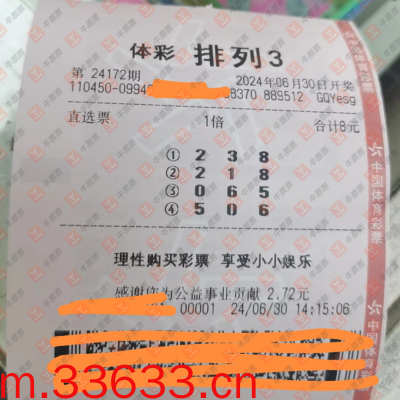 体彩 排列3
第 24172期 2024年06月30日开奖
110450-0994 38370 889512 GQYesg
直选票 1倍 合计8元
① 2 3 8
② 2 1 8
③ 0 6 5
④ 5 0 6
理性购买彩票 享受小小娱乐
感谢您为公益事业贡献 2.72元
00001 24/06/30 14:15:06
中国体育彩票
m.33633.cn